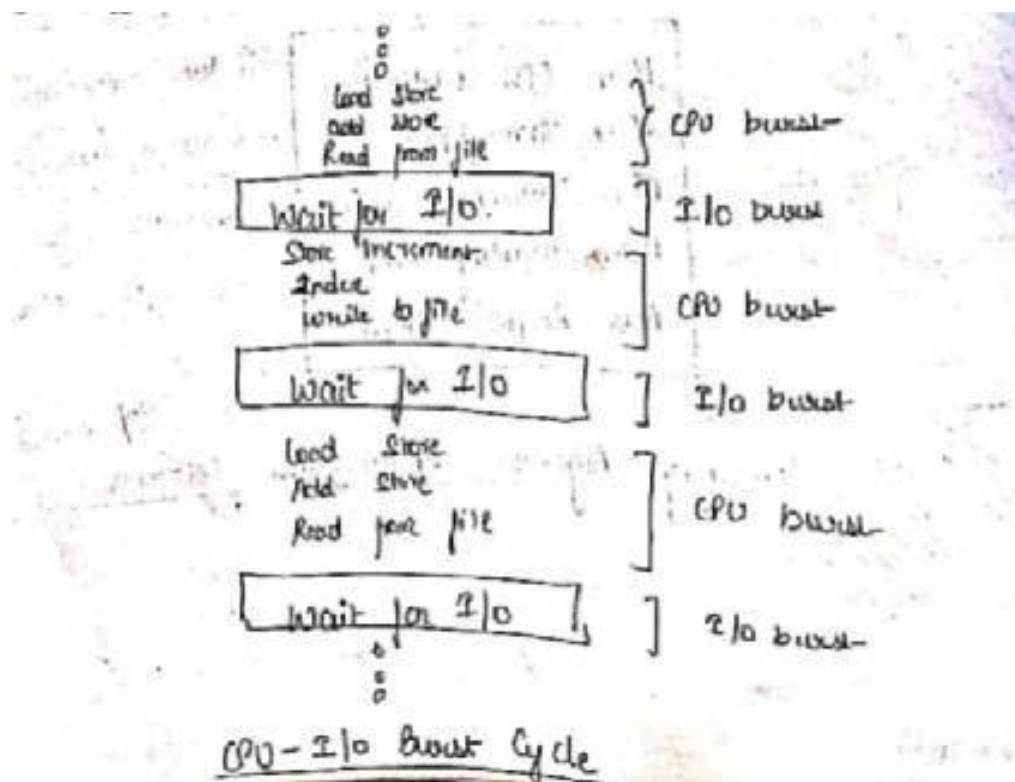 Load Store
Add Store
Read from file
CPU burst
Wait for I/O
I/O burst
Store increment
Index
Write to file
CPU burst
Wait for I/O
I/O burst
Load Store
Add Store
Read from file
CPU burst
Wait for I/O
I/O burst
CPU-I/O Burst Cycle